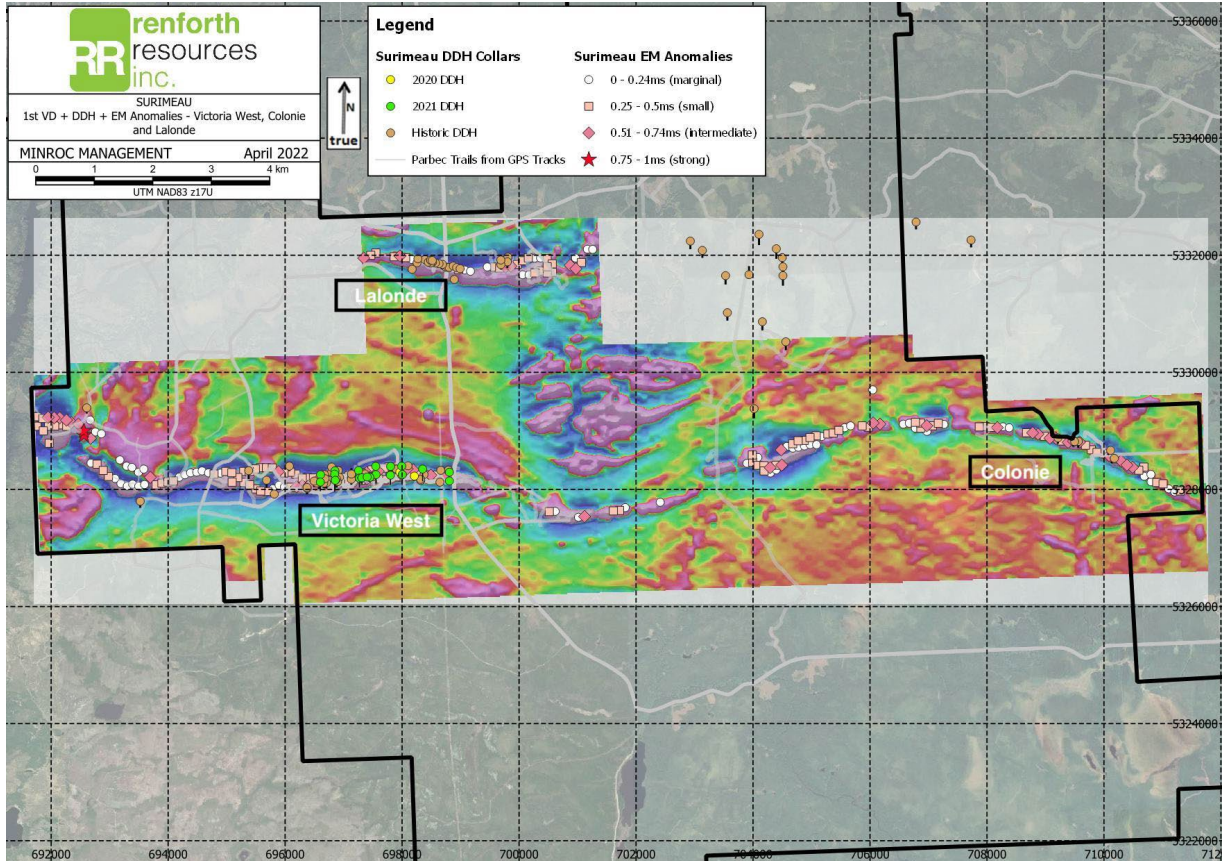 renforth
RR resources
inc.
SURIMEAU
1st VD + DDH + EM Anomalies - Victoria West, Colonie
and Lalonde
MINROC MANAGEMENT April 2022
0 1 2 3 4 km
UTM NAD83 z17U
N
true
Legend
Surimeau DDH Collars
2020 DDH
2021 DDH
Historic DDH
Parbec Trails from GPS Tracks
Surimeau EM Anomalies
0 - 0.24ms (marginal)
0.25 - 0.5ms (small)
0.51 - 0.74ms (intermediate)
0.75 - 1ms (strong)
5336000
5334000
5332000
Lalonde
5330000
Colonie
5328000
Victoria West
5326000
5324000
5322000
692000 694000 696000 698000 700000 702000 704000 706000 708000 710000 712